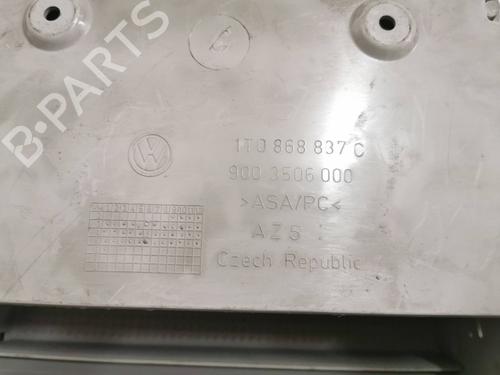 B-PARTS
1T0 868 837 C
900 3506 000
>ASA/PC<
AZ5
Czech Republic